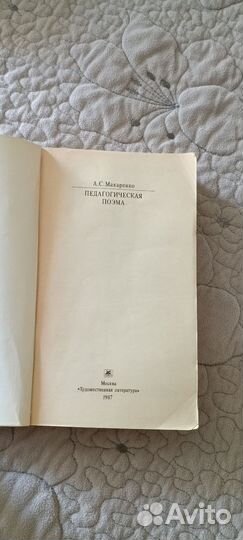 А. С. Макаренко
ПЕДАГОГИЧЕСКАЯ
ПОЭМА
Москва
«Художественная литература»
1987
Avito